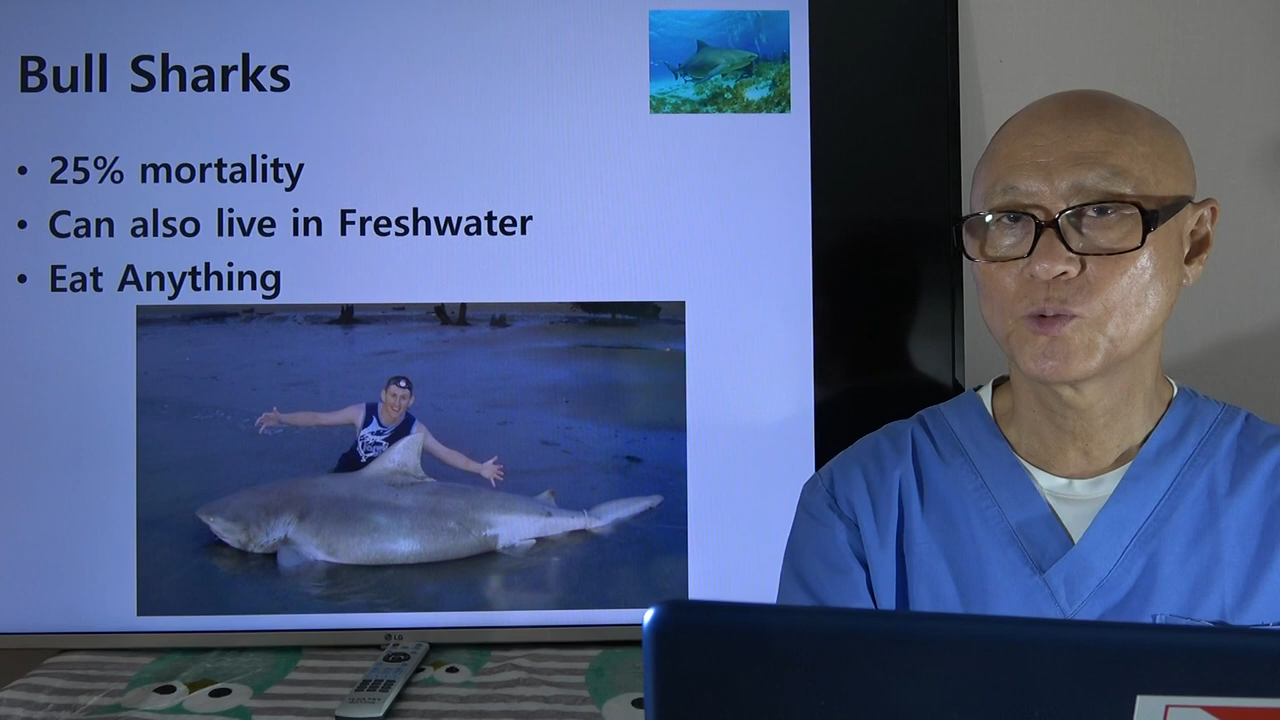 Bull Sharks
• 25% mortality
• Can also live in Freshwater
• Eat Anything
LG